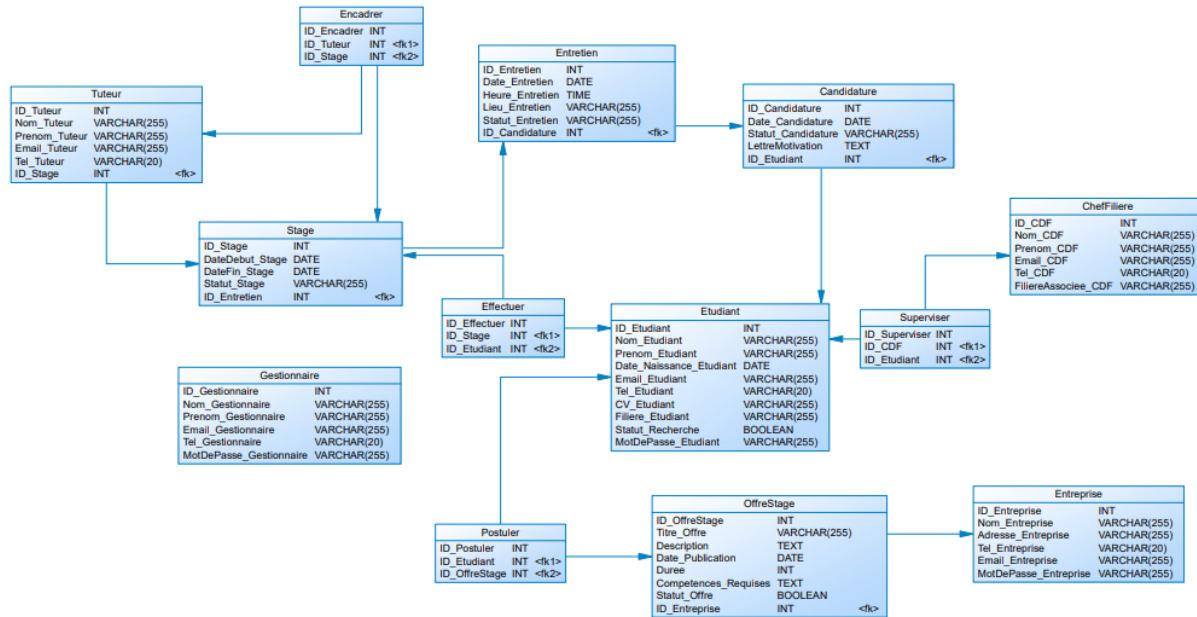 Encadrer
ID_Encadrer INT
ID_Tuteur INT <fk1>
ID_Stage INT <fk2>
Entretien
ID_Entretien INT
Date_Entretien DATE
Heure_Entretien TIME
Lieu_Entretien VARCHAR(255)
Statut_Entretien VARCHAR(255)
ID_Candidature INT <fk>
Tuteur
ID_Tuteur INT
Nom_Tuteur VARCHAR(255)
Prenom_Tuteur VARCHAR(255)
Email_Tuteur VARCHAR(255)
Tel_Tuteur VARCHAR(20)
ID_Stage INT <fk>
Candidature
ID_Candidature INT
Date_Candidature DATE
Statut_Candidature VARCHAR(255)
LettreMotivation TEXT
ID_Etudiant INT <fk>
ChefFiliere
ID_CDF INT
Nom_CDF VARCHAR(255)
Prenom_CDF VARCHAR(255)
Email_CDF VARCHAR(255)
Tel_CDF VARCHAR(20)
FiliereAssociee_CDF VARCHAR(255)
Stage
ID_Stage INT
DateDebut_Stage DATE
DateFin_Stage DATE
Statut_Stage VARCHAR(255)
ID_Entretien INT <fk>
Effectuer
ID_Effectuer INT
ID_Stage INT <fk1>
ID_Etudiant INT <fk2>
Etudiant
ID_Etudiant INT
Nom_Etudiant VARCHAR(255)
Prenom_Etudiant VARCHAR(255)
Date_Naissance_Etudiant DATE
Email_Etudiant VARCHAR(255)
Tel_Etudiant VARCHAR(20)
CV_Etudiant VARCHAR(255)
Filiere_Etudiant VARCHAR(255)
Statut_Recherche BOOLEAN
MotDePasse_Etudiant VARCHAR(255)
Superviser
ID_Superviser INT
ID_CDF INT <fk1>
ID_Etudiant INT <fk2>
Gestionnaire
ID_Gestionnaire INT
Nom_Gestionnaire VARCHAR(255)
Prenom_Gestionnaire VARCHAR(255)
Email_Gestionnaire VARCHAR(255)
Tel_Gestionnaire VARCHAR(20)
MotDePasse_Gestionnaire VARCHAR(255)
Postuler
ID_Postuler INT
ID_Etudiant INT <fk1>
ID_OffreStage INT <fk2>
OffreStage
ID_OffreStage INT
Titre_Offre VARCHAR(255)
Description TEXT
Date_Publication DATE
Duree INT
Competences_Requises TEXT
Statut_Offre BOOLEAN
ID_Entreprise INT <fk>
Entreprise
ID_Entreprise INT
Nom_Entreprise VARCHAR(255)
Adresse_Entreprise VARCHAR(255)
Tel_Entreprise VARCHAR(20)
Email_Entreprise VARCHAR(255)
MotDePasse_Entreprise VARCHAR(255)